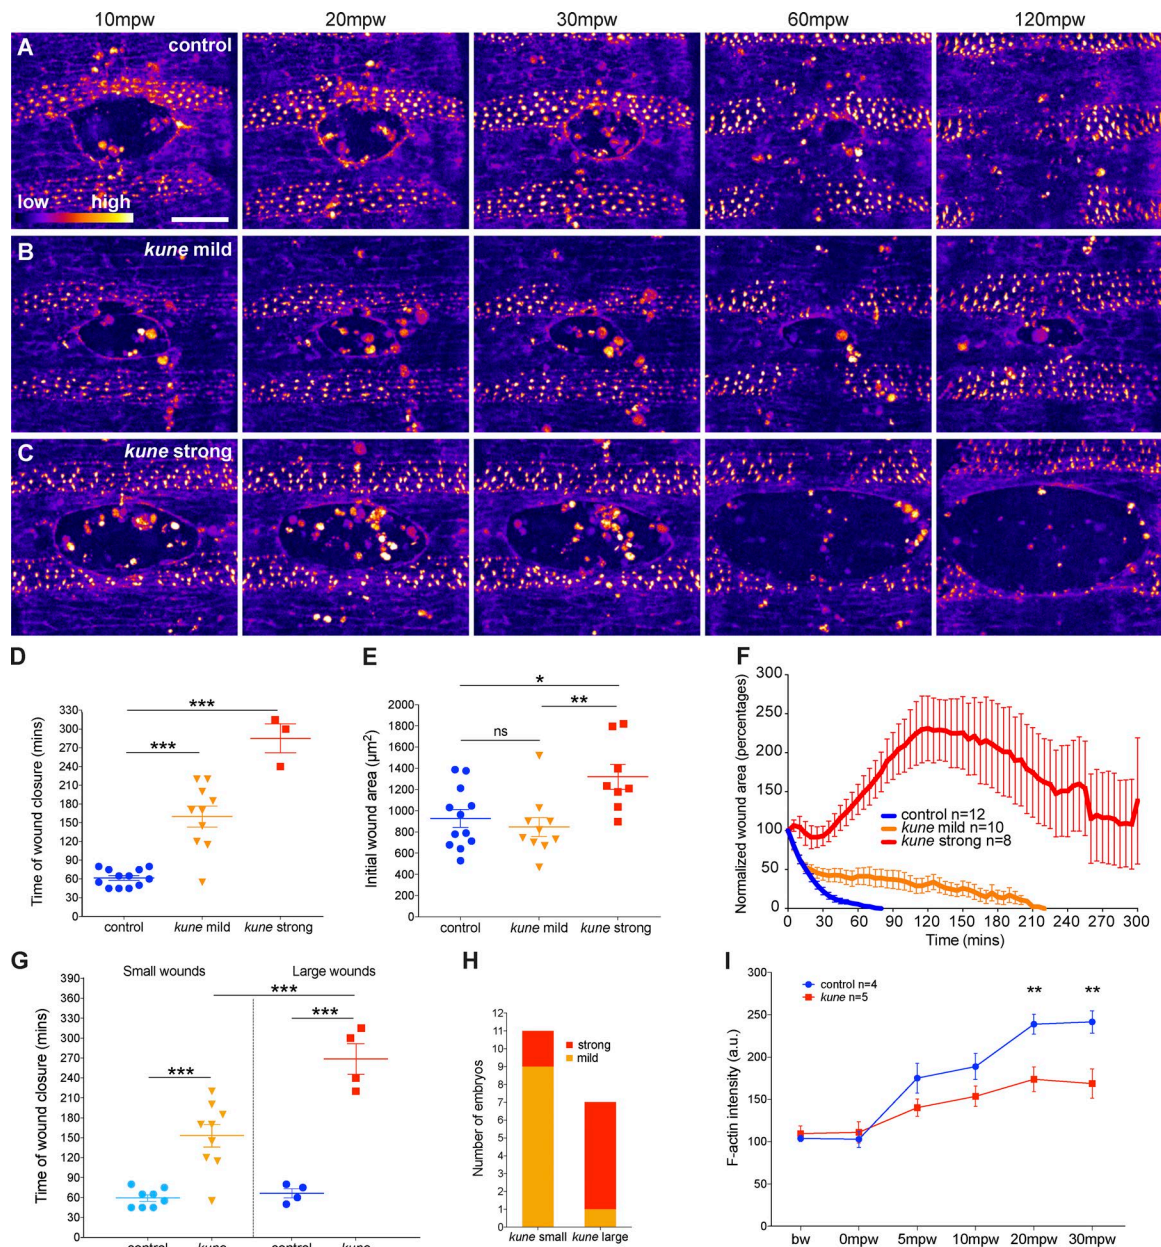 10mpw 20mpw 30mpw 60mpw 120mpw
A control
low high
B kune mild
C kune strong
D
Time of wound closure (mins)
330
300
270
240
210
180
150
120
90
60
30
0
***
***
control kune mild kune strong
E
Initial wound area (µm²)
2000
1800
1600
1400
1200
1000
800
600
400
200
0
*
**
ns
control kune mild kune strong
F
Normalized wound area (percentages)
300
250
200
150
100
50
0
control n=12
kune mild n=10
kune strong n=8
0 30 60 90 120 150 180 210 240 270 300
Time (mins)
G
Small wounds Large wounds
Time of wound closure (mins)
390
360
330
300
270
240
210
180
150
120
90
60
30
0
***
***
***
control kune control kune
H
Number of embryos
12
11
10
9
8
7
6
5
4
3
2
1
0
strong
mild
kune small kune large
I
F-actin intensity (a.u.)
300
250
200
150
100
50
0
control n=4
kune n=5
** **
bw 0mpw 5mpw 10mpw 20mpw 30mpw